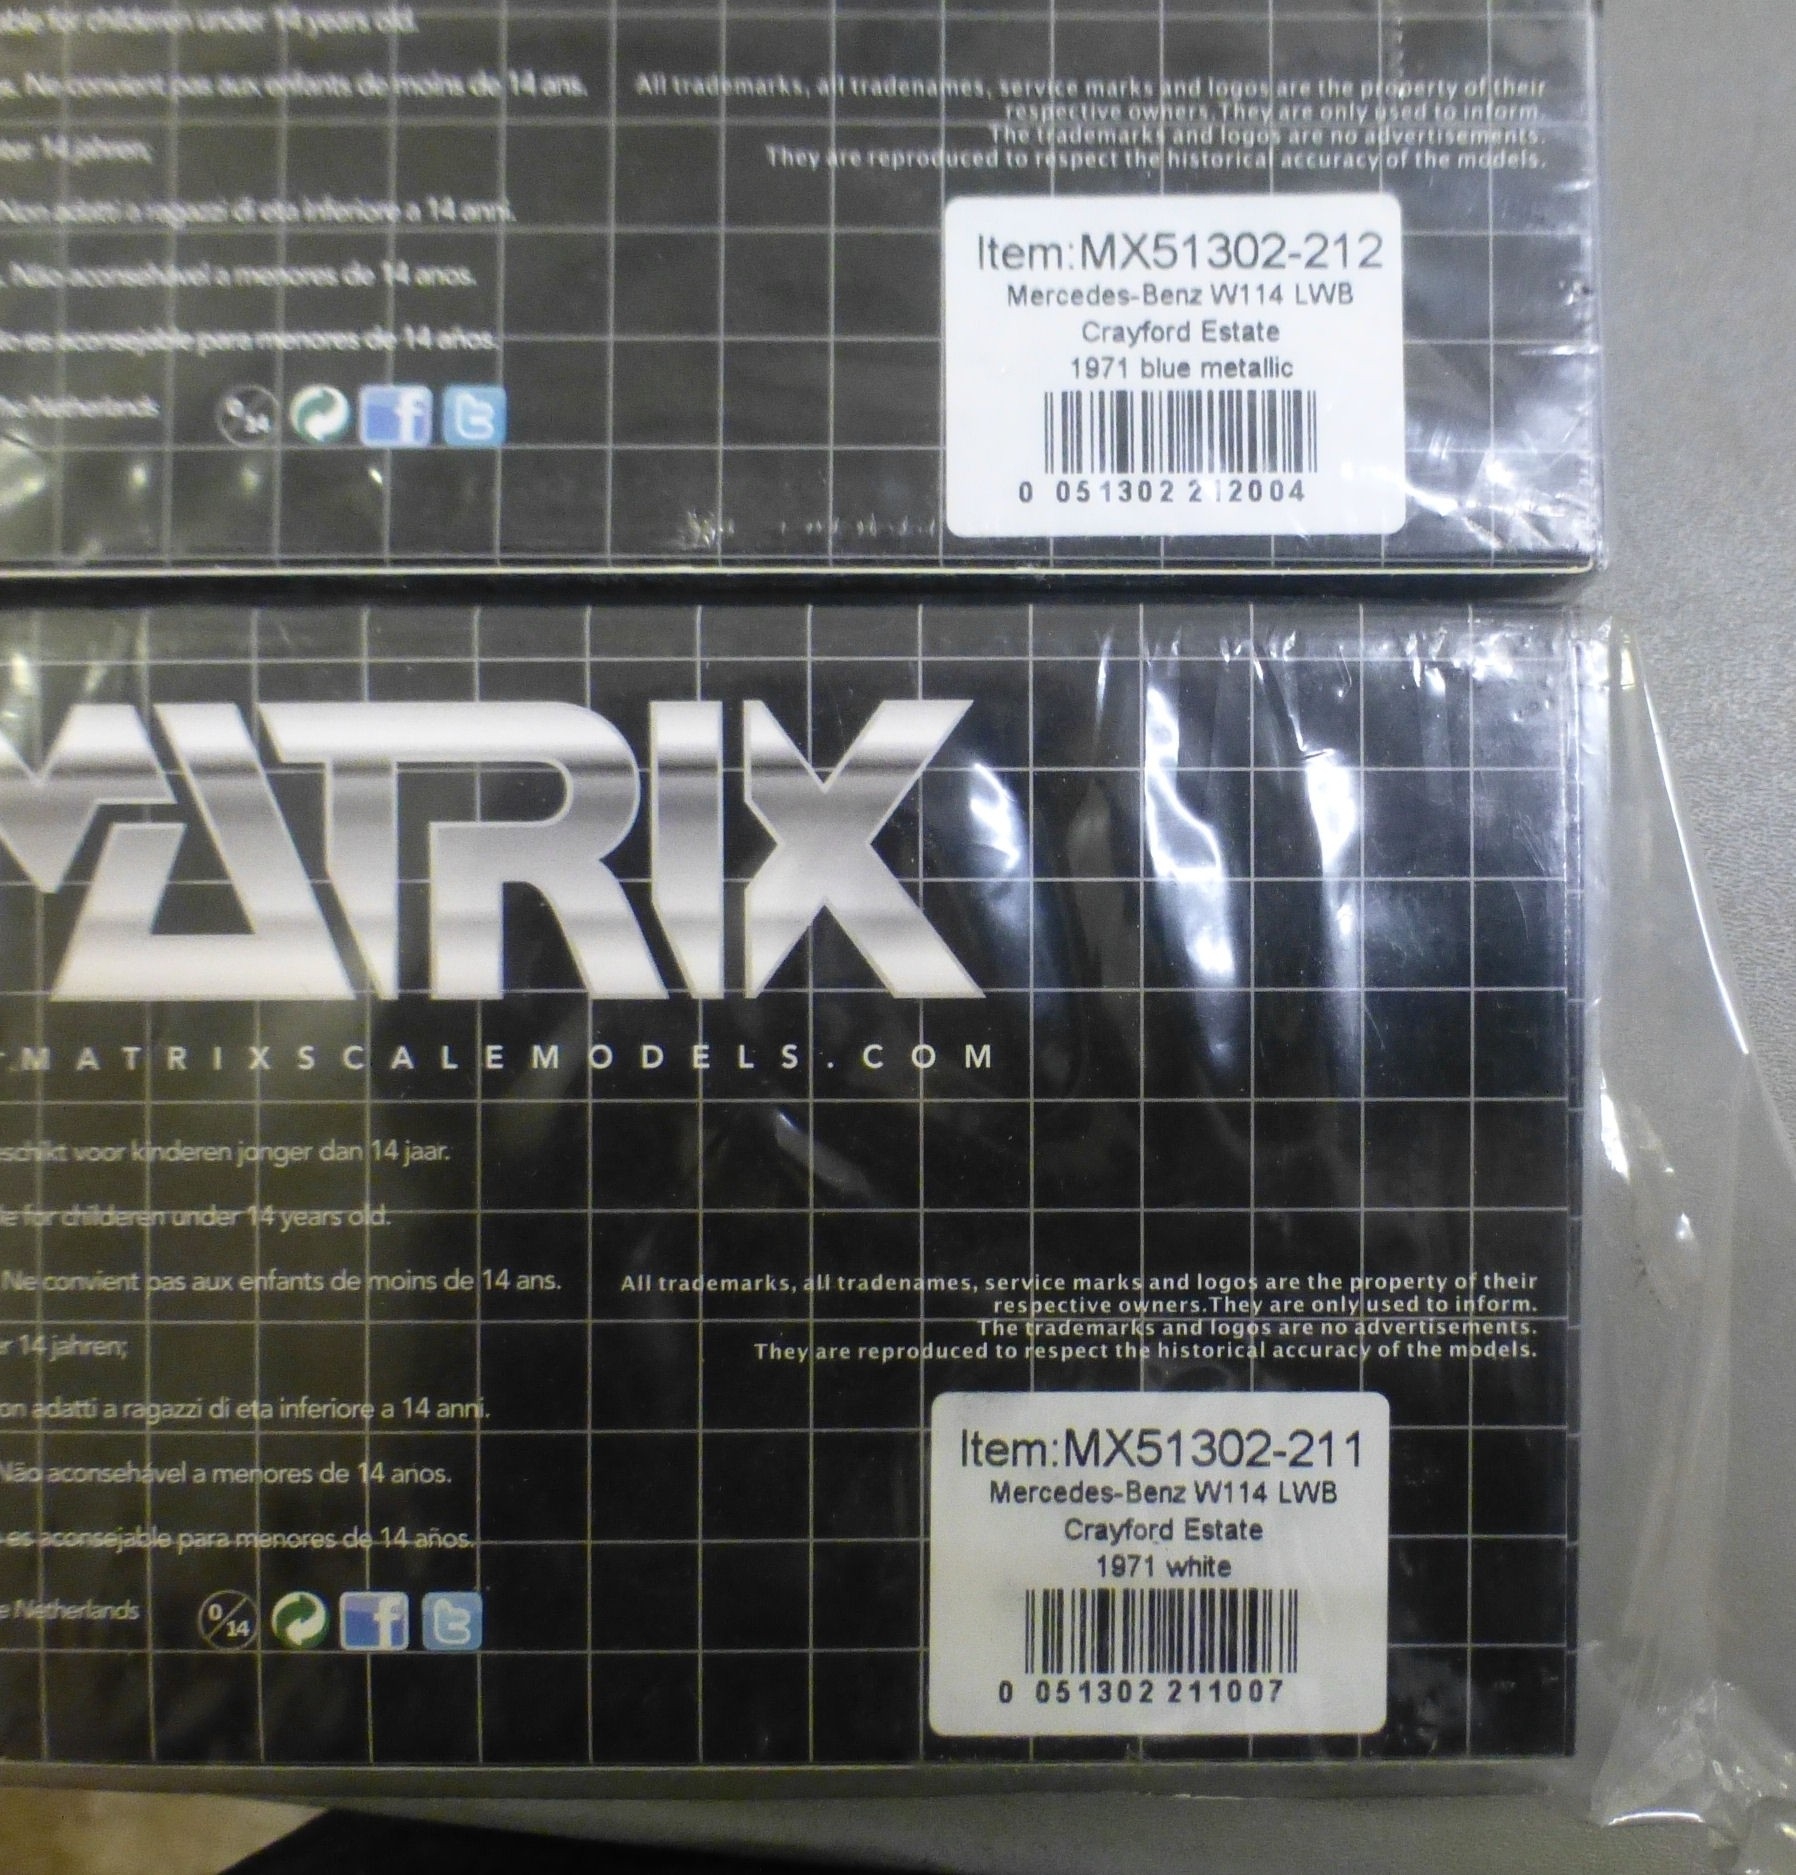 for childeren under 14 years old.
Ne convient pas aux enfants de moins de 14 ans.
14 jahren;
Non adatti a ragazzi di eta inferiore a 14 anni.
Não aconsehável a menores de 14 anos.
es aconsejable para menores de 14 años.
Netherlands
0/14
f
t
All trademarks, all tradenames, service marks and logos are the property of their
respective owners. They are only used to inform.
The trademarks and logos are no advertisements.
They are reproduced to respect the historical accuracy of the models.
Item:MX51302-212
Mercedes-Benz W114 LWB
Crayford Estate
1971 blue metallic
0 051302 212004
MATRIX
.MATRIXSCALEMODELS.COM
voor kinderen jonger dan 14 jaar.
for childeren under 14 years old.
Ne convient pas aux enfants de moins de 14 ans.
14 jahren;
adatti a ragazzi di eta inferiore a 14 anni.
Não aconsehável a menores de 14 anos.
es aconsejable para menores de 14 años.
Netherlands
0/14
f
t
All trademarks, all tradenames, service marks and logos are the property of their
respective owners.They are only used to inform.
The trademarks and logos are no advertisements.
They are reproduced to respect the historical accuracy of the models.
Item:MX51302-211
Mercedes-Benz W114 LWB
Crayford Estate
1971 white
0 051302 211007